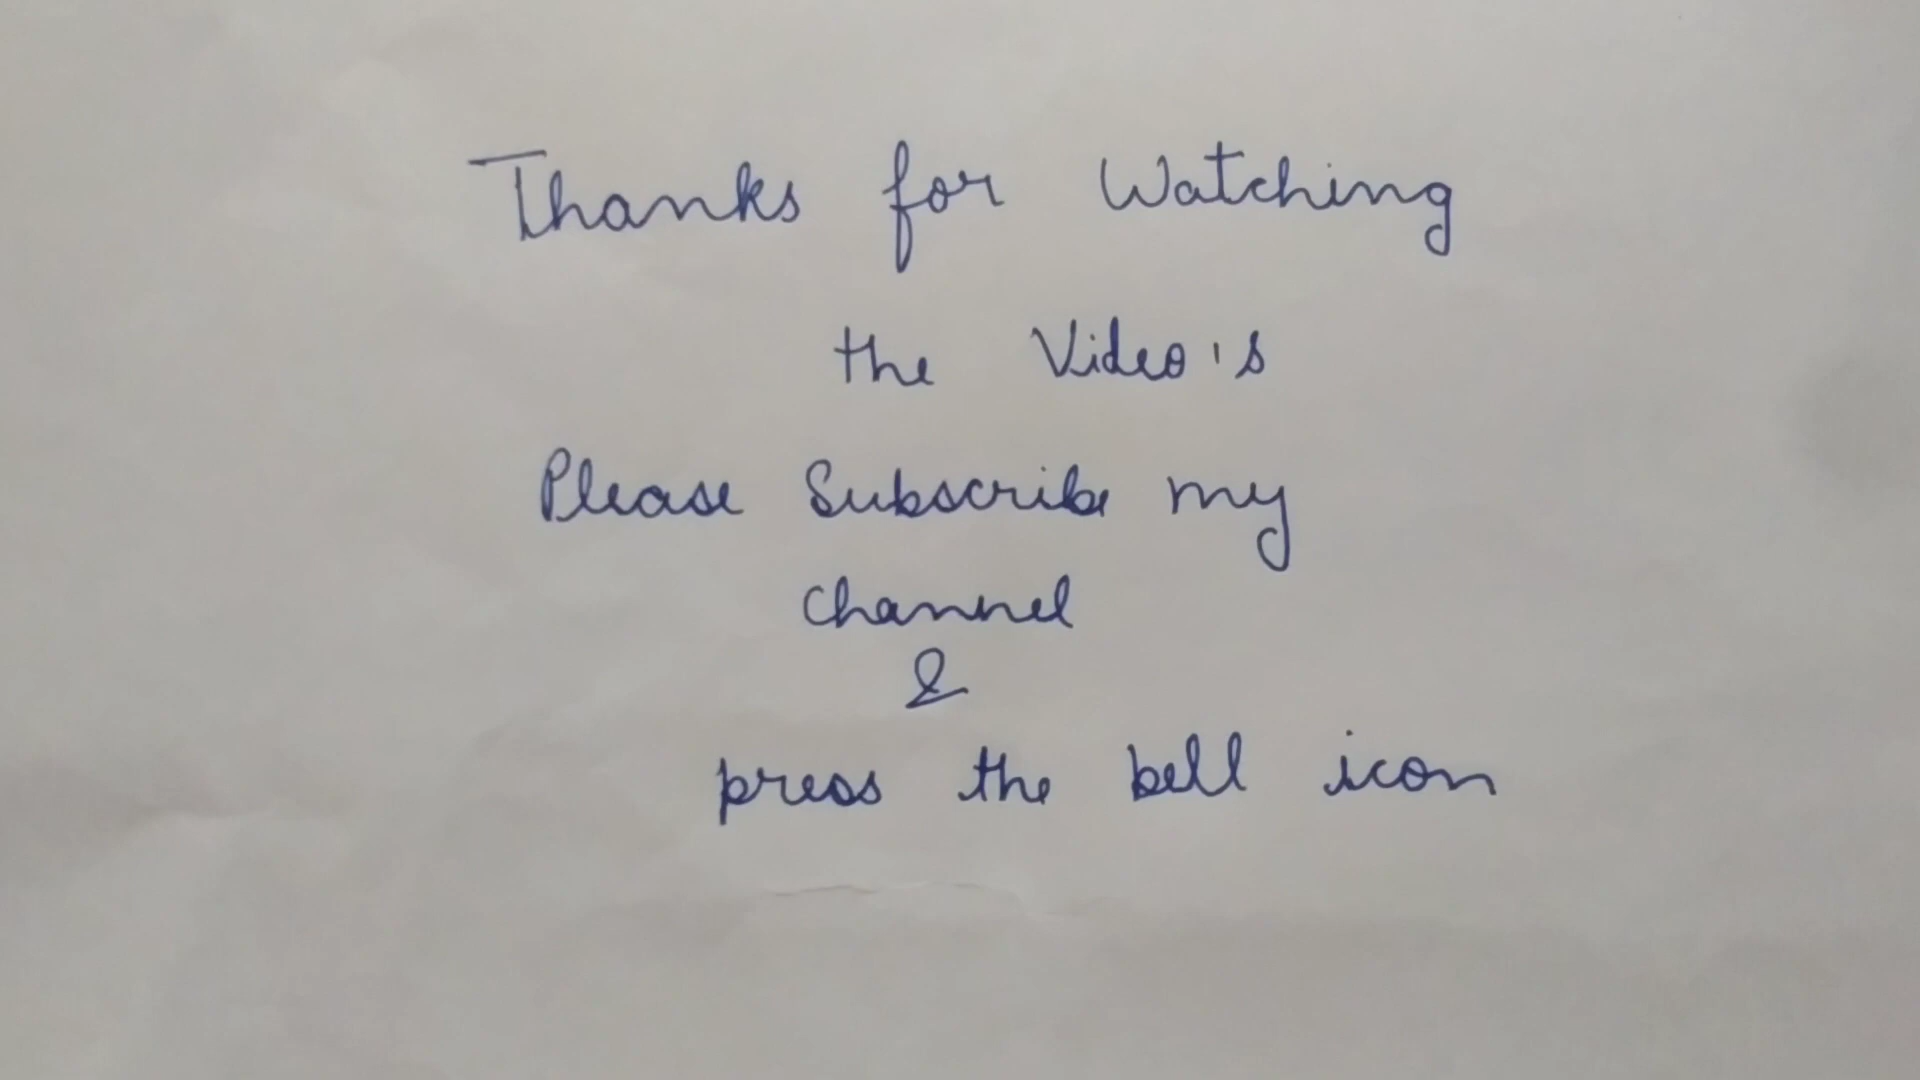 Thanks for Watching
the Video's
Please Subscribe my
channel
&
press the bell icon